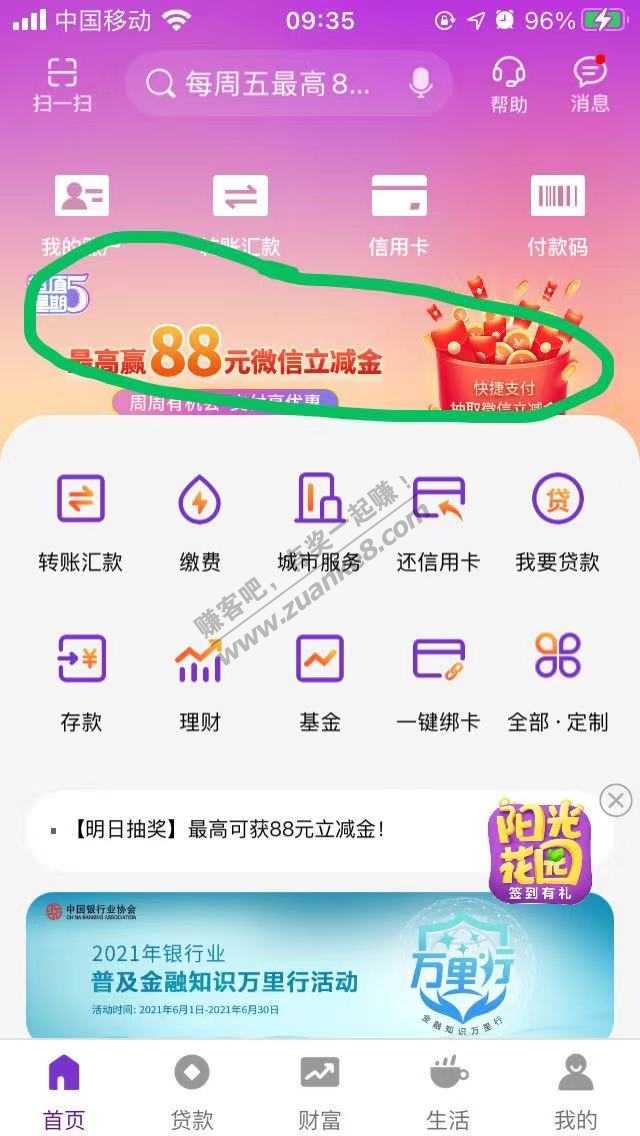 中国移动
09:35
96%
扫一扫
每周五最高8...
帮助
消息
我的账户
转账汇款
信用卡
付款码
超值
星期5
最高赢88元微信立减金
周周有机会 支付享优惠
快捷支付
抽取微信立减金
转账汇款
缴费
城市服务
还信用卡
我要贷款
贷
存款
理财
基金
一键绑卡
全部·定制
赚客吧,有奖一起赚!
www.zuanke8.com
【明日抽奖】最高可获88元立减金!
阳光
花园
签到有礼
中国银行业协会
CHINA BANKING ASSOCIATION
2021年银行业
普及金融知识万里行活动
活动时间: 2021年6月1日-2021年6月30日
万里行
金融知识万里行
首页
贷款
财富
生活
我的